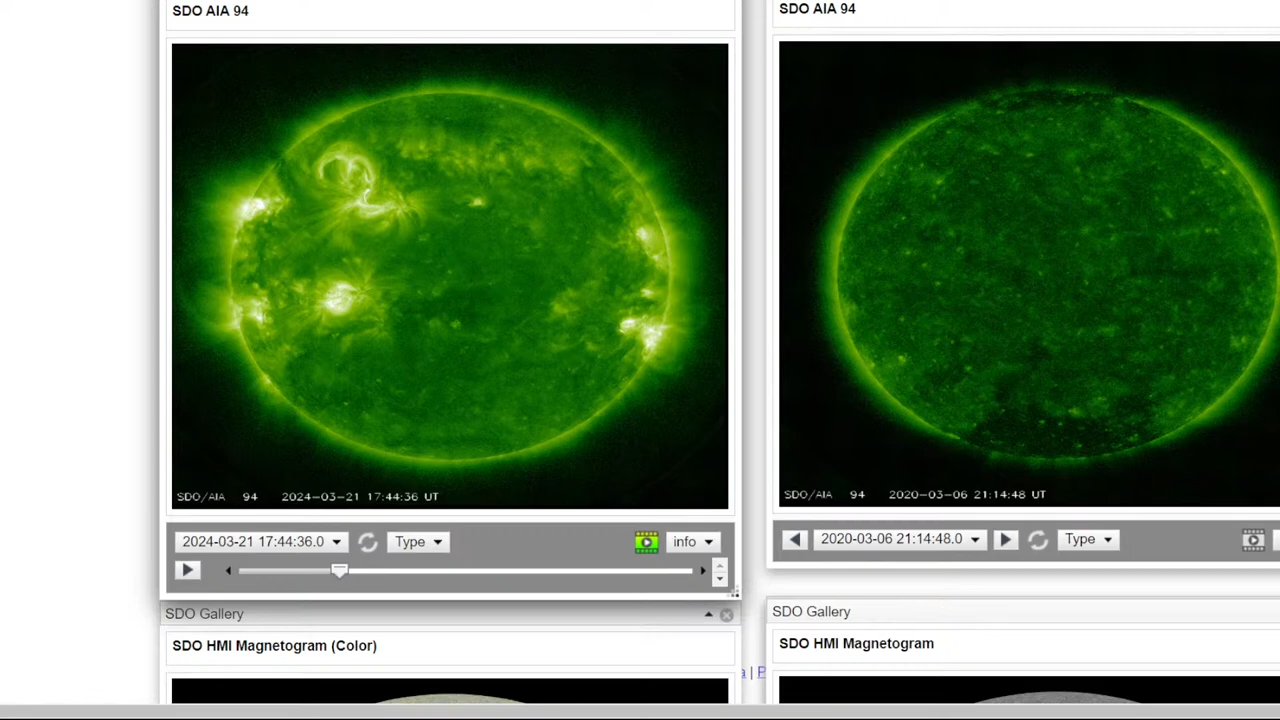 SDO AIA 94
SDO/AIA 94 2024-03-21 17:44:36 UT
2024-03-21 17:44:36.0
Type
info
SDO Gallery
SDO HMI Magnetogram (Color)
SDO AIA 94
SDO/AIA 94 2020-03-06 21:14:48 UT
2020-03-06 21:14:48.0
Type
SDO Gallery
SDO HMI Magnetogram
a | P